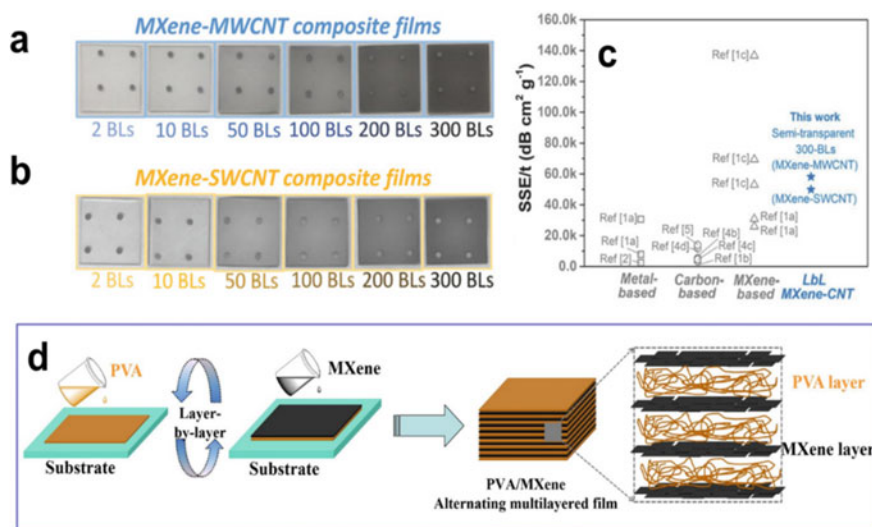 a
MXene-MWCNT composite films
2 BLs 10 BLs 50 BLs 100 BLs 200 BLs 300 BLs
b
MXene-SWCNT composite films
2 BLs 10 BLs 50 BLs 100 BLs 200 BLs 300 BLs
c
SSE/t (dB cm² g⁻¹)
160.0k
140.0k
120.0k
100.0k
80.0k
60.0k
40.0k
20.0k
0.0
Ref [1c]
Ref [1c]
Ref [1c]
This work
Semi-transparent
300-BLs
(MXene-MWCNT)
(MXene-SWCNT)
Ref [1a]
Ref [1a]
Ref [2]
Ref [5]
Ref [4d]
Ref [4b]
Ref [4c]
Ref [1b]
Ref [1a]
Ref [1a]
Metal-
based
Carbon-
based
MXene-
based
LbL
MXene-CNT
d
PVA
Substrate
Layer-
by-layer
MXene
Substrate
PVA/MXene
Alternating multilayered film
PVA layer
MXene layer